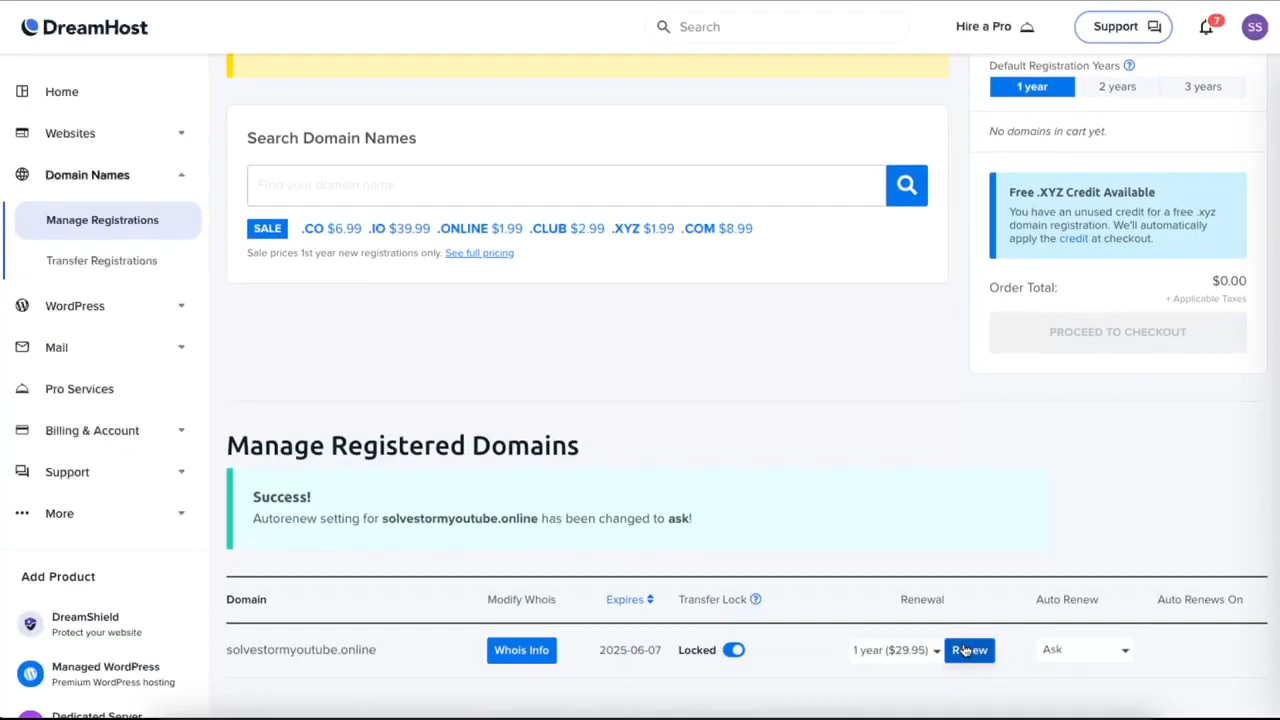 DreamHost
Search
Hire a Pro
Support
7
SS
Home
Websites
Domain Names
Manage Registrations
Transfer Registrations
WordPress
Mail
Pro Services
Billing & Account
Support
More
Add Product
DreamShield
Protect your website
Managed WordPress
Premium WordPress hosting
Dedicated Server
Search Domain Names
Find your domain name
SALE .CO $6.99 .IO $39.99 .ONLINE $1.99 .CLUB $2.99 .XYZ $1.99 .COM $8.99
Sale prices 1st year new registrations only. See full pricing
Default Registration Years ?
1 year 2 years 3 years
No domains in cart yet.
Free .XYZ Credit Available
You have an unused credit for a free .xyz
domain registration. We'll automatically
apply the credit at checkout.
Order Total: $0.00
+ Applicable Taxes
PROCEED TO CHECKOUT
Manage Registered Domains
Success!
Autorenew setting for solvestormyoutube.online has been changed to ask!
Domain Modify Whois Expires Transfer Lock ? Renewal Auto Renew Auto Renews On
solvestormyoutube.online Whois Info 2025-06-07 Locked 1 year ($29.95) Renew Ask